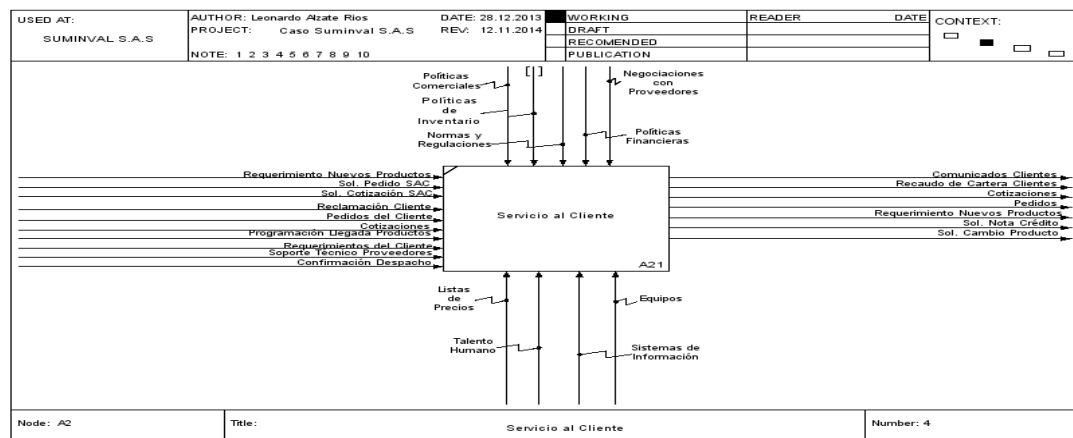 USED AT:
SUMINVAL S.A.S
AUTHOR: Leonardo Alzate Rios
DATE: 28.12.2013
PROJECT: Caso Suminval S.A.S
REV: 12.11.2014
NOTE: 1 2 3 4 5 6 7 8 9 10
WORKING
DRAFT
RECOMENDED
PUBLICATION
READER
DATE
CONTEXT:
Políticas
Comerciales
[ ]
Políticas
de
Inventario
Normas y
Regulaciones
Negociaciones
con
Proveedores
Políticas
Financieras
Requerimiento Nuevos Productos
Sol. Pedido SAC
Sol. Cotización SAC
Reclamación Cliente
Pedidos del Cliente
Cotizaciones
Programación Llegada Productos
Requerimientos del Cliente
Soporte Técnico Proveedores
Confirmación Despacho
Servicio al Cliente
A21
Comunicados Clientes
Recaudo de Cartera Clientes
Cotizaciones
Pedidos
Requerimiento Nuevos Productos
Sol. Nota Crédito
Sol. Cambio Producto
Listas
de
Precios
Equipos
Talento
Humano
Sistemas de
Información
Node: A2
Title:
Servicio al Cliente
Number: 4